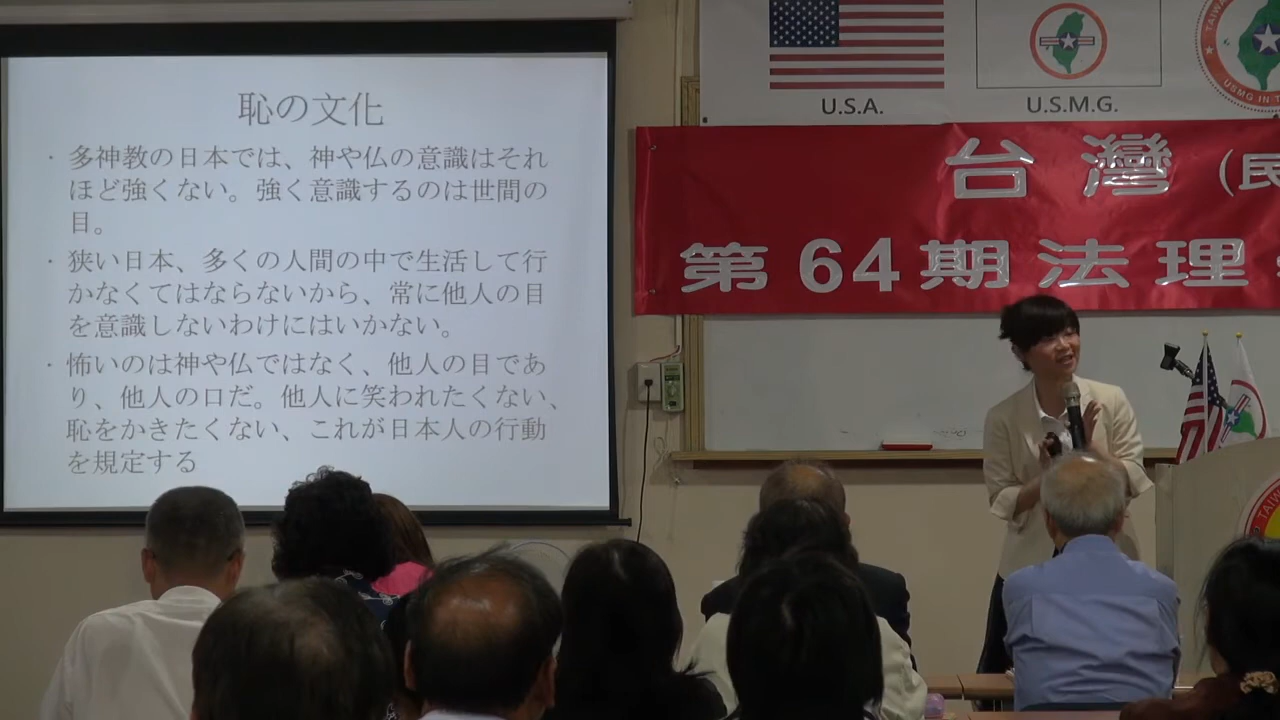 恥の文化
・多神教の日本では、神や仏の意識はそれ
ほど強くない。強く意識するのは世間の
目。
・狭い日本、多くの人間の中で生活して行
かなくてはならないから、常に他人の目
を意識しないわけにはいかない。
・怖いのは神や仏ではなく、他人の目であ
り、他人の口だ。他人に笑われたくない、
恥をかきたくない、これが日本人の行動
を規定する
U.S.A.
U.S.M.G.
TAIWA
USMG IN T
台灣（民
第64期法理
TAIWA